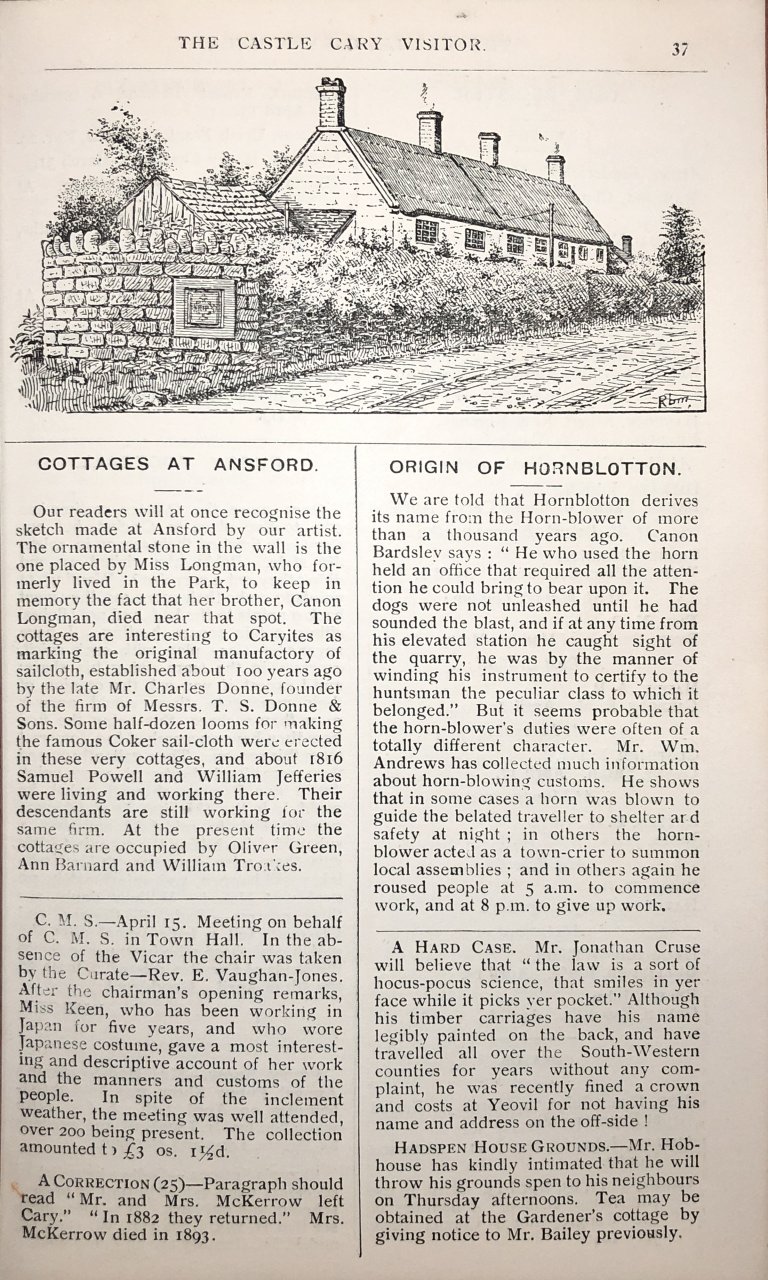 THE CASTLE CARY VISITOR.
37
Rbm.
COTTAGES AT ANSFORD.
Our readers will at once recognise the
sketch made at Ansford by our artist.
The ornamental stone in the wall is the
one placed by Miss Longman, who for-
merly lived in the Park, to keep in
memory the fact that her brother, Canon
Longman, died near that spot. The
cottages are interesting to Caryites as
marking the original manufactory of
sailcloth, established about 100 years ago
by the late Mr. Charles Donne, founder
of the firm of Messrs. T. S. Donne &
Sons. Some half-dozen looms for making
the famous Coker sail-cloth were erected
in these very cottages, and about 1816
Samuel Powell and William Jefferies
were living and working there. Their
descendants are still working for the
same firm. At the present time the
cottages are occupied by Oliver Green,
Ann Barnard and William Troakes.
C. M. S.—April 15. Meeting on behalf
of C. M. S. in Town Hall. In the ab-
sence of the Vicar the chair was taken
by the Curate—Rev. E. Vaughan-Jones.
After the chairman's opening remarks,
Miss Keen, who has been working in
Japan for five years, and who wore
Japanese costume, gave a most interest-
ing and descriptive account of her work
and the manners and customs of the
people. In spite of the inclement
weather, the meeting was well attended,
over 200 being present. The collection
amounted to £3 0s. 1½d.
A CORRECTION (25)—Paragraph should
read "Mr. and Mrs. McKerrow left
Cary." "In 1882 they returned." Mrs.
McKerrow died in 1893.
ORIGIN OF HORNBLOTTON.
We are told that Hornblotton derives
its name from the Horn-blower of more
than a thousand years ago. Canon
Bardsley says : " He who used the horn
held an office that required all the atten-
tion he could bring to bear upon it. The
dogs were not unleashed until he had
sounded the blast, and if at any time from
his elevated station he caught sight of
the quarry, he was by the manner of
winding his instrument to certify to the
huntsman the peculiar class to which it
belonged." But it seems probable that
the horn-blower's duties were often of a
totally different character. Mr. Wm.
Andrews has collected much information
about horn-blowing customs. He shows
that in some cases a horn was blown to
guide the belated traveller to shelter and
safety at night ; in others the horn-
blower acted as a town-crier to summon
local assemblies ; and in others again he
roused people at 5 a.m. to commence
work, and at 8 p.m. to give up work.
A HARD CASE. Mr. Jonathan Cruse
will believe that "the law is a sort of
hocus-pocus science, that smiles in yer
face while it picks yer pocket." Although
his timber carriages have his name
legibly painted on the back, and have
travelled all over the South-Western
counties for years without any com-
plaint, he was recently fined a crown
and costs at Yeovil for not having his
name and address on the off-side !
HADSPEN HOUSE GROUNDS.—Mr. Hob-
house has kindly intimated that he will
throw his grounds spen to his neighbours
on Thursday afternoons. Tea may be
obtained at the Gardener's cottage by
giving notice to Mr. Bailey previously.